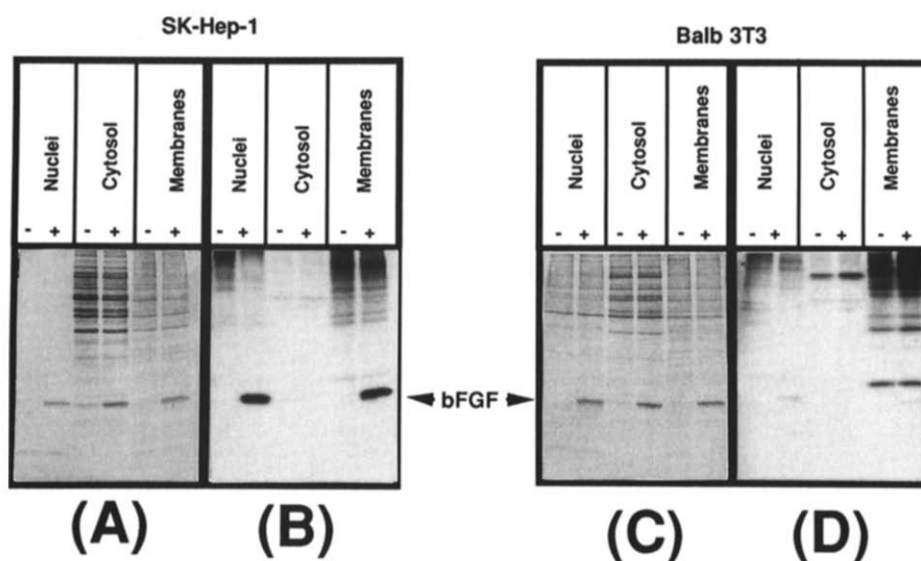 SK-Hep-1
Balb 3T3
Nuclei
Cytosol
Membranes
Nuclei
Cytosol
Membranes
Nuclei
Cytosol
Membranes
Nuclei
Cytosol
Membranes
- + - + - + - + - + - +
- + - + - + - + - + - +
bFGF
(A) (B) (C) (D)